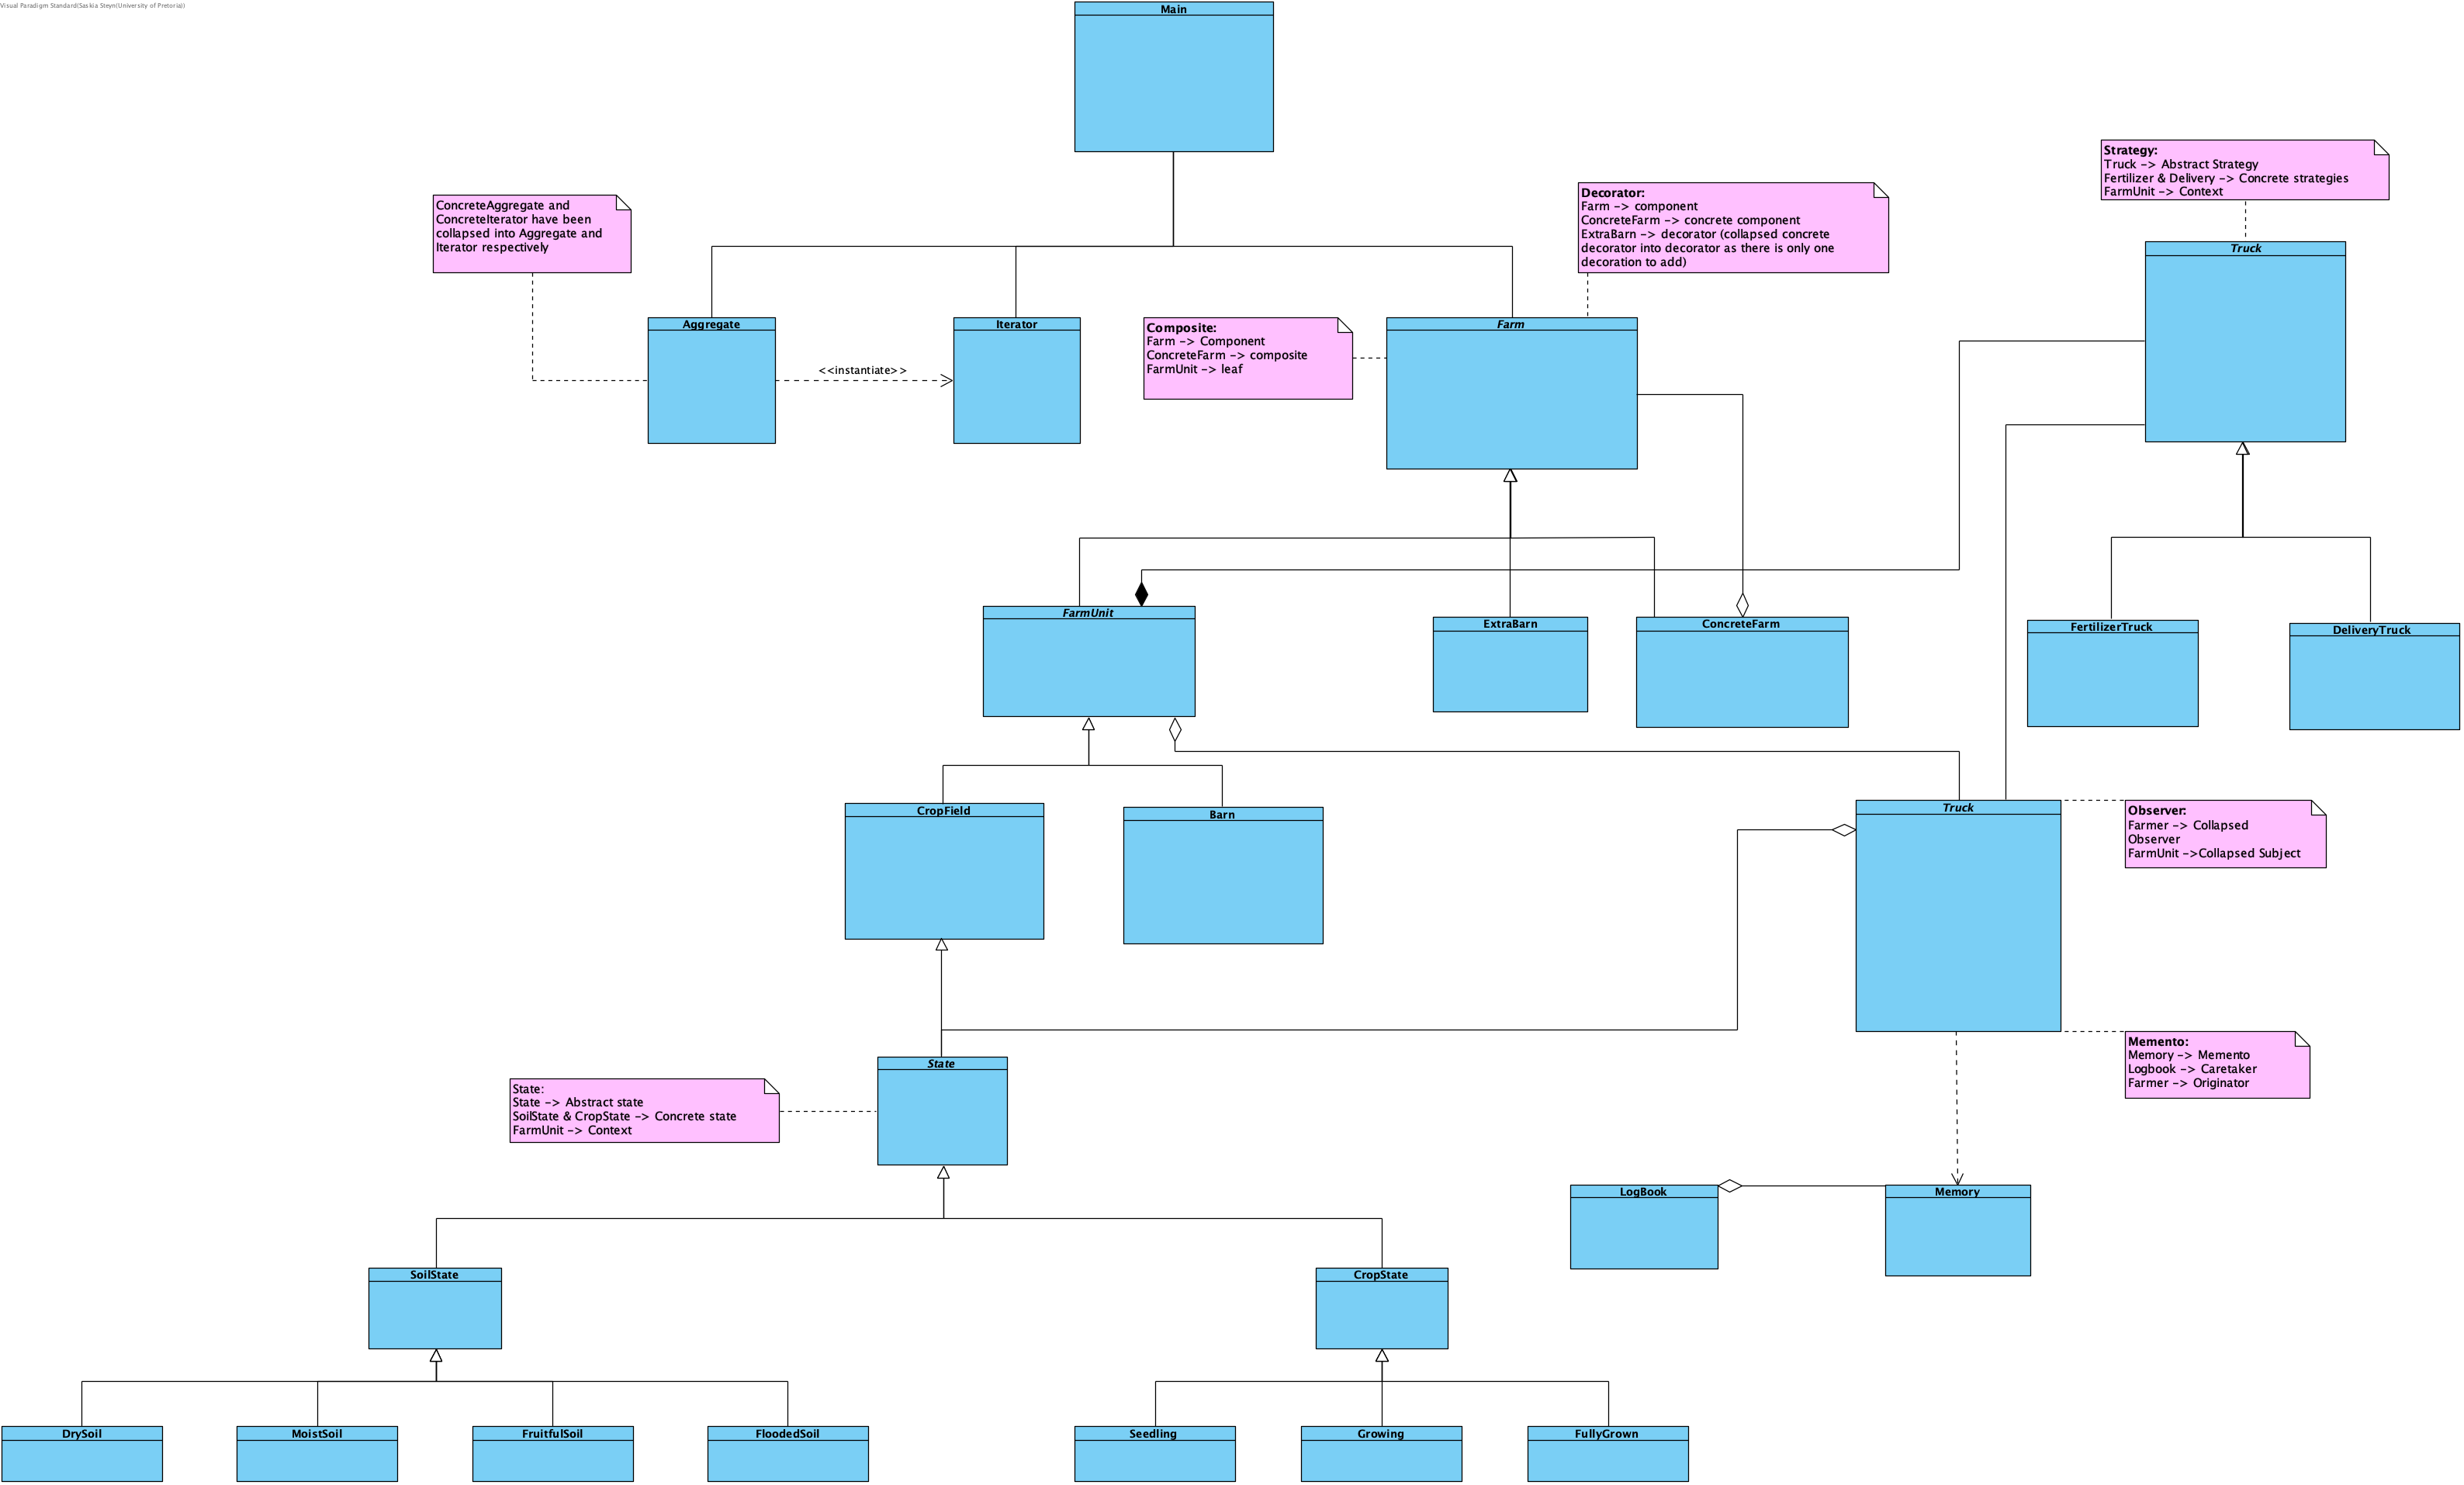 Visual Paradigm Standard(Saskia Steyn(University of Pretoria))
Main
Strategy:
Truck -> Abstract Strategy
Fertilizer & Delivery -> Concrete strategies
FarmUnit -> Context
Decorator:
Farm -> component
ConcreteFarm -> concrete component
ExtraBarn -> decorator (collapsed concrete
decorator into decorator as there is only one
decoration to add)
ConcreteAggregate and
ConcreteIterator have been
collapsed into Aggregate and
Iterator respectively
Truck
Aggregate
Iterator
Composite:
Farm -> Component
ConcreteFarm -> composite
FarmUnit -> leaf
Farm
<<instantiate>>
FarmUnit
ExtraBarn
ConcreteFarm
FertilizerTruck
DeliveryTruck
CropField
Barn
Truck
Observer:
Farmer -> Collapsed
Observer
FarmUnit ->Collapsed Subject
Memento:
Memory -> Memento
Logbook -> Caretaker
Farmer -> Originator
State
State:
State -> Abstract state
SoilState & CropState -> Concrete state
FarmUnit -> Context
LogBook
Memory
SoilState
CropState
DrySoil
MoistSoil
FruitfulSoil
FloodedSoil
Seedling
Growing
FullyGrown